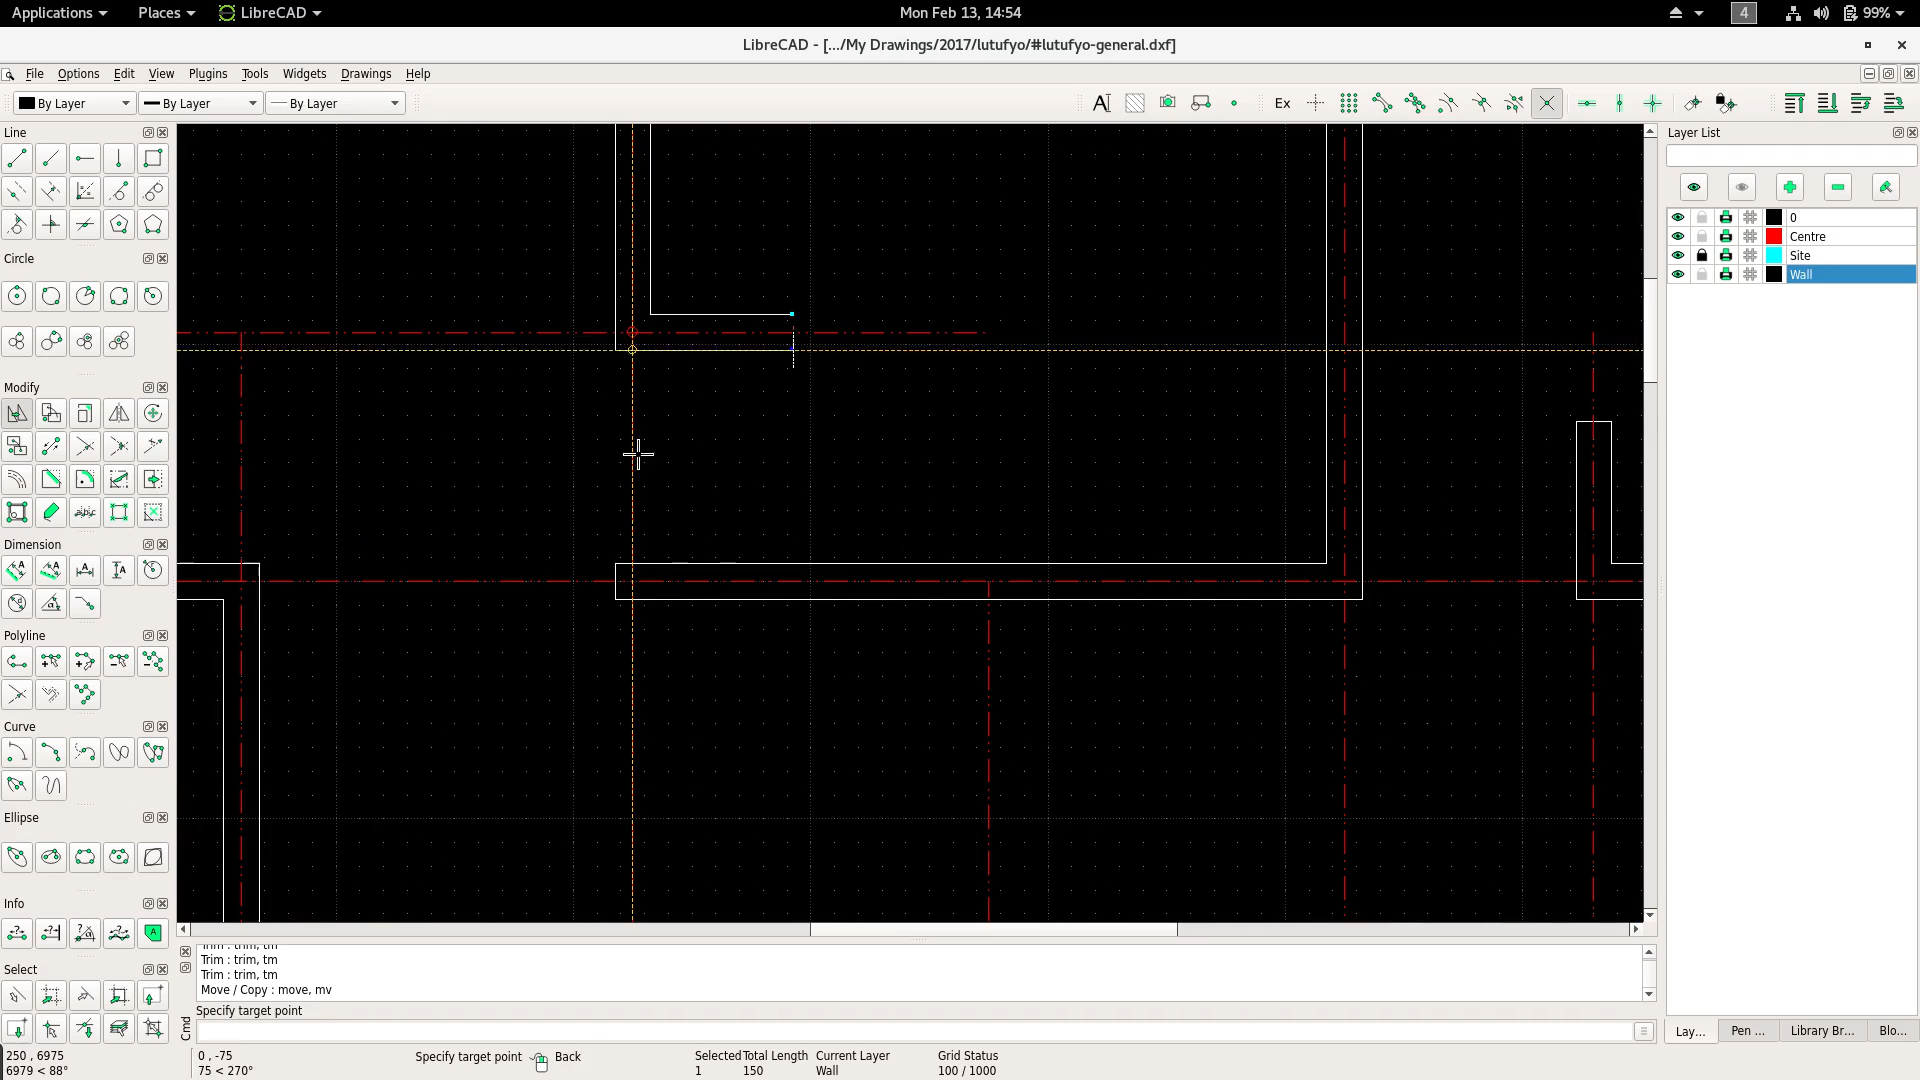 Applications Places LibreCAD Mon Feb 13, 14:54 4 99%
LibreCAD - [.../My Drawings/2017/lutufyo/#lutufyo-general.dxf]
File Options Edit View Plugins Tools Widgets Drawings Help
By Layer By Layer By Layer Ex
Line
Circle
Modify
Dimension
Polyline
Curve
Ellipse
Info
Select
Layer List
0
Centre
Site
Wall
Trim : trim, tm
Trim : trim, tm
Trim : trim, tm
Move / Copy : move, mv
Specify target point
Cmd
Lay... Pen ... Library Br... Blo...
250 , 6975 0 , -75 Specify target point Back Selected Total Length Current Layer Grid Status
6979 < 88° 75 < 270° 1 150 Wall 100 / 1000